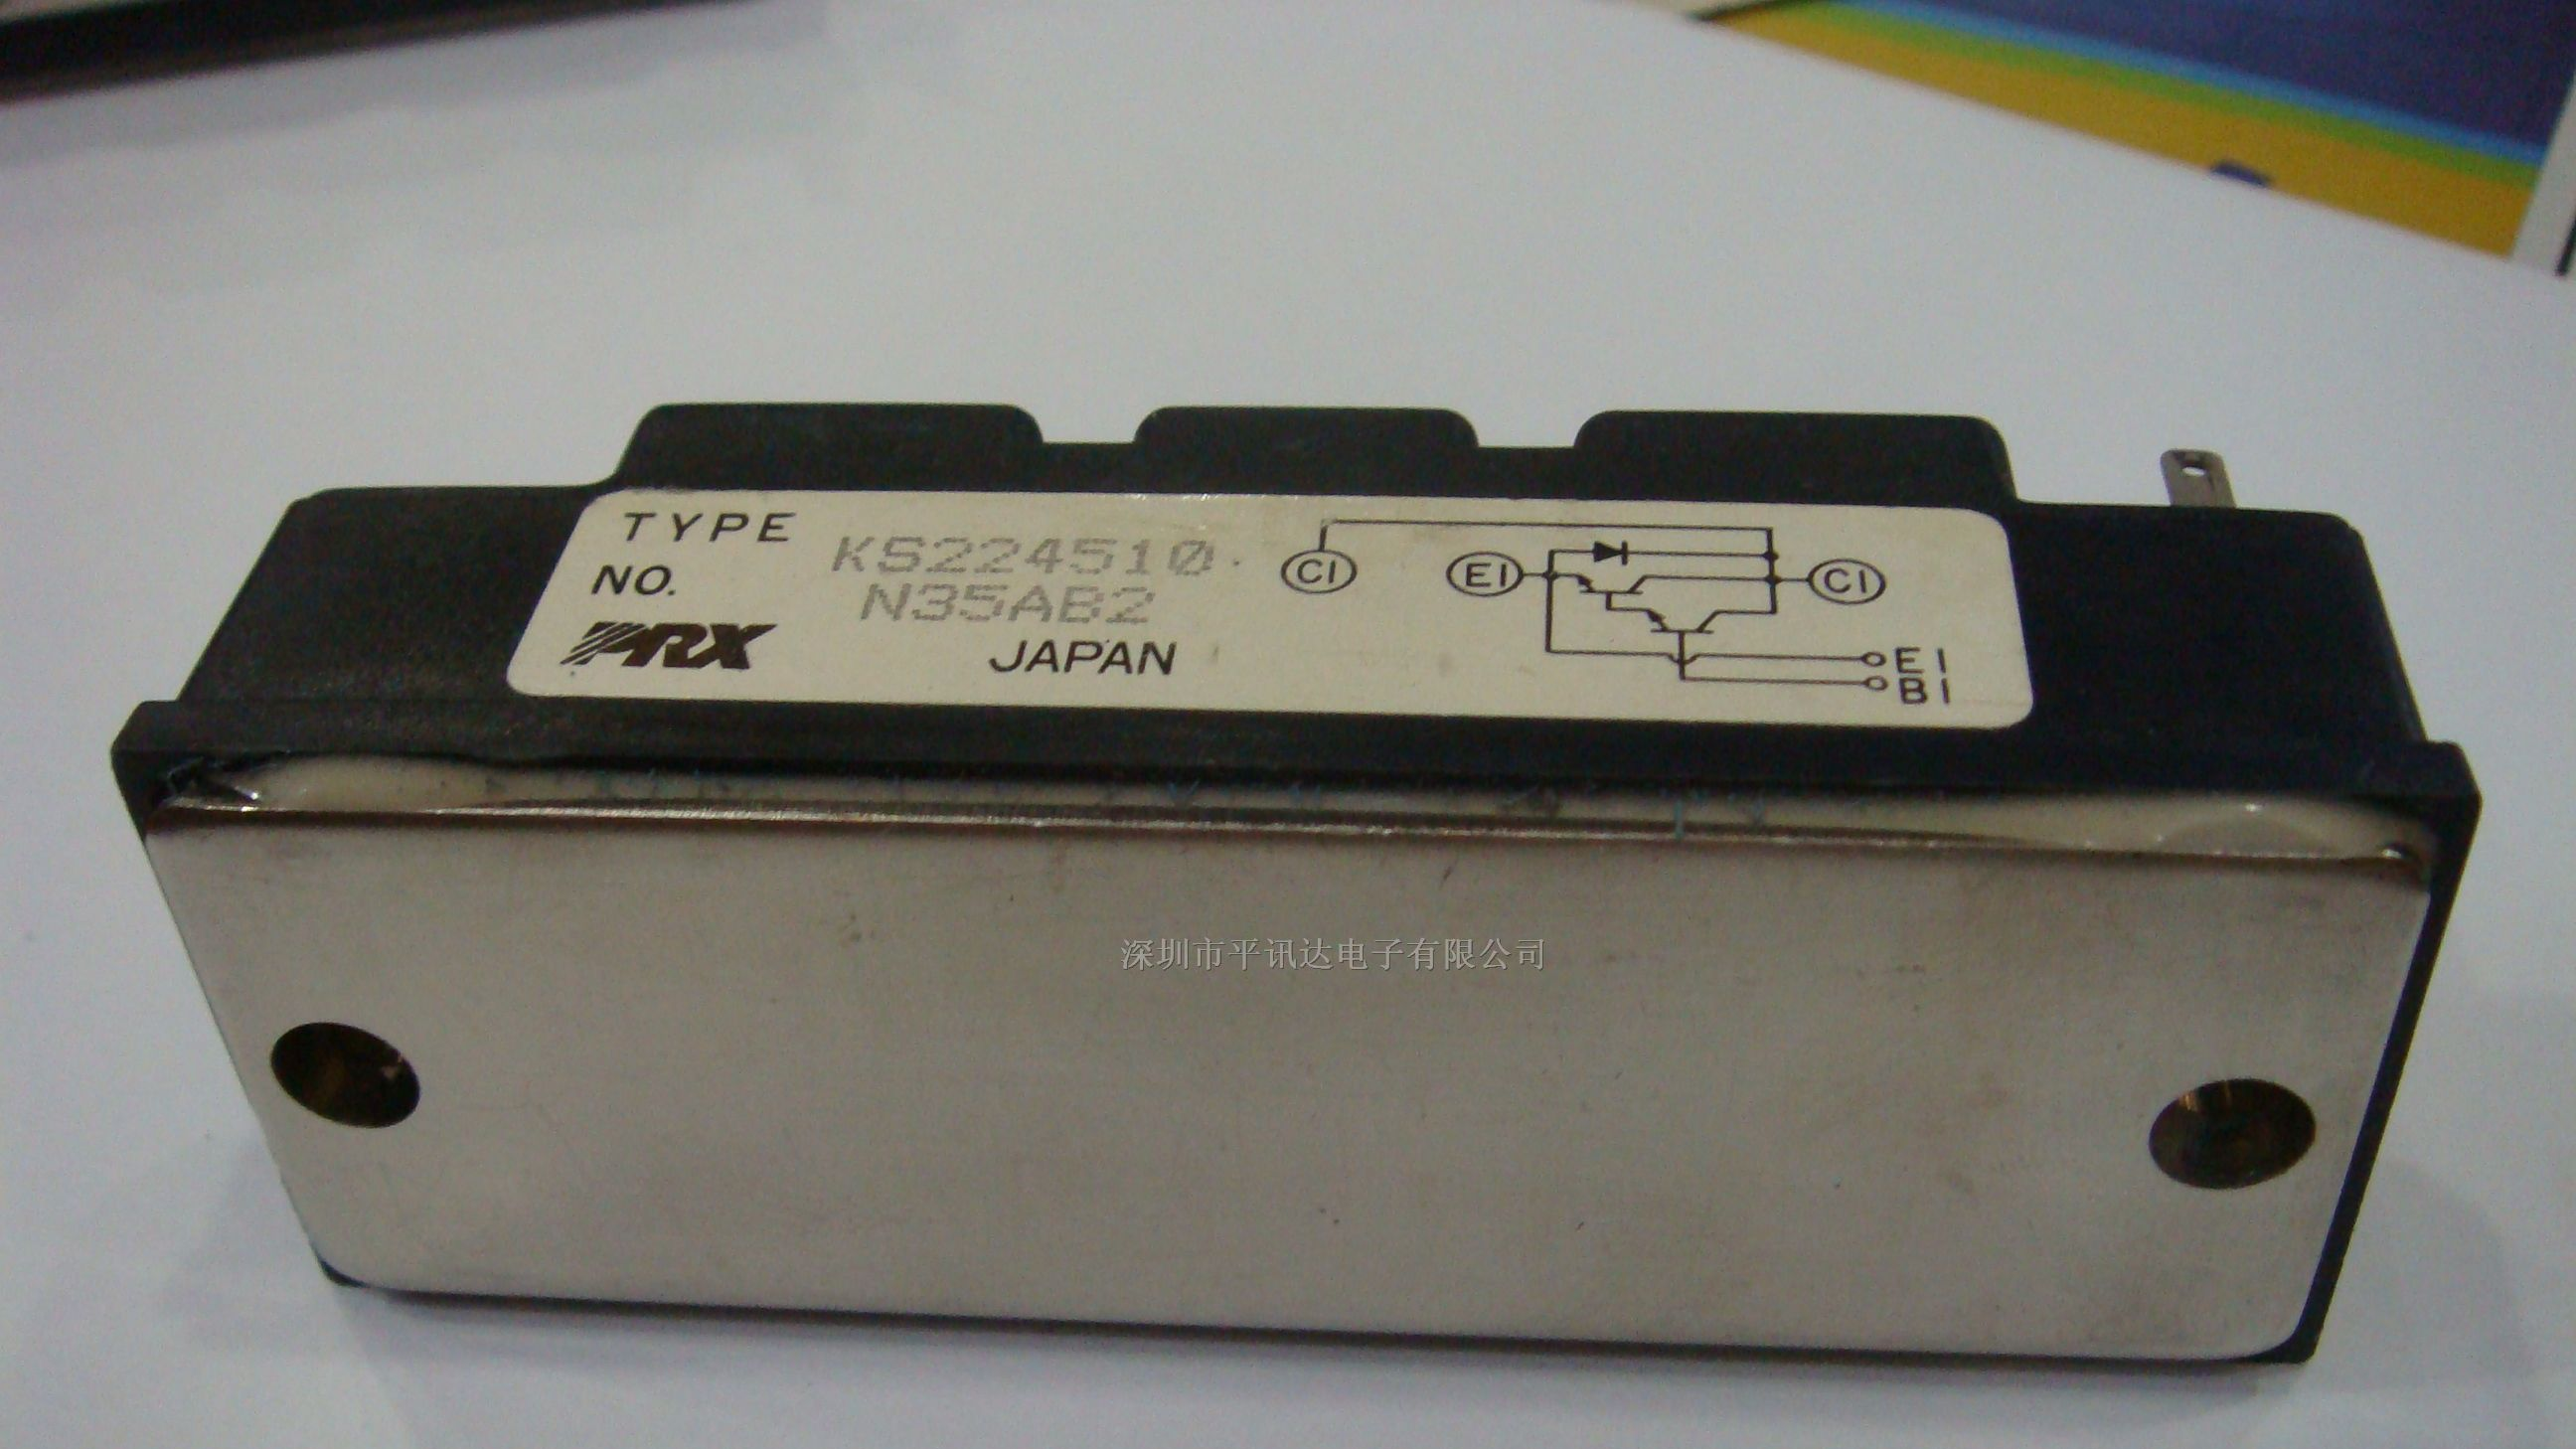 TYPE KS224510
NO. N35AB2
PRX JAPAN
C1 E1 C1
E1
B1
深圳市平讯达电子有限公司